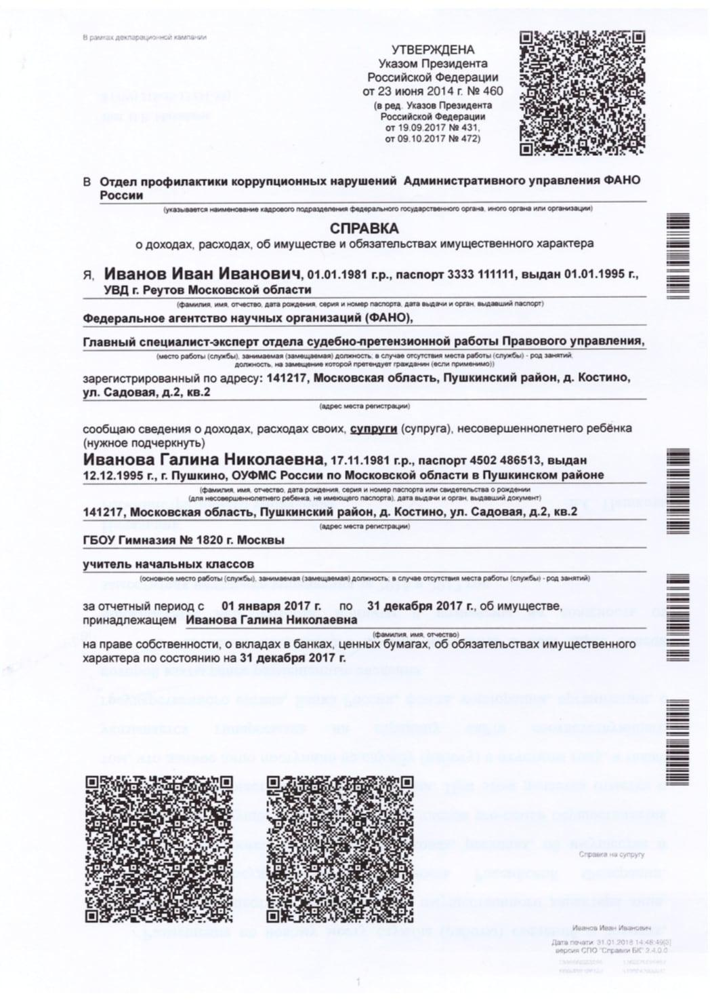 В рамках декларационной кампании
УТВЕРЖДЕНА
Указом Президента
Российской Федерации
от 23 июня 2014 г. № 460
(в ред. Указов Президента
Российской Федерации
от 19.09.2017 № 431,
от 09.10.2017 № 472)
В Отдел профилактики коррупционных нарушений Административного управления ФАНО
России
(указывается наименование кадрового подразделения федерального государственного органа, иного органа или организации)
СПРАВКА
о доходах, расходах, об имуществе и обязательствах имущественного характера
Я, Иванов Иван Иванович, 01.01.1981 г.р., паспорт 3333 111111, выдан 01.01.1995 г.,
УВД г. Реутов Московской области
(фамилия, имя, отчество, дата рождения, серия и номер паспорта, дата выдачи и орган, выдавший паспорт)
Федеральное агентство научных организаций (ФАНО),
Главный специалист-эксперт отдела судебно-претензионной работы Правового управления,
(место работы (службы), занимаемая (замещаемая) должность; в случае отсутствия места работы (службы) - род занятий;
должность, на замещение которой претендует гражданин (если применимо))
зарегистрированный по адресу: 141217, Московская область, Пушкинский район, д. Костино,
ул. Садовая, д.2, кв.2
(адрес места регистрации)
сообщаю сведения о доходах, расходах своих, супруги (супруга), несовершеннолетнего ребёнка
(нужное подчеркнуть)
Иванова Галина Николаевна, 17.11.1981 г.р., паспорт 4502 486513, выдан
12.12.1995 г., г. Пушкино, ОУФМС России по Московской области в Пушкинском районе
(фамилия, имя, отчество, дата рождения, серия и номер паспорта или свидетельства о рождении
(для несовершеннолетнего ребенка, не имеющего паспорта), дата выдачи и орган, выдавший документ)
141217, Московская область, Пушкинский район, д. Костино, ул. Садовая, д.2, кв.2
(адрес места регистрации)
ГБОУ Гимназия № 1820 г. Москвы
учитель начальных классов
(основное место работы (службы), занимаемая (замещаемая) должность; в случае отсутствия места работы (службы) - род занятий)
за отчетный период с 01 января 2017 г. по 31 декабря 2017 г., об имуществе,
принадлежащем Иванова Галина Николаевна
(фамилия, имя, отчество)
на праве собственности, о вкладах в банках, ценных бумагах, об обязательствах имущественного
характера по состоянию на 31 декабря 2017 г.
Справка на супругу
Иванов Иван Иванович
Дата печати: 31.01.2018 14:48:49[3]
версия СПО "Справки БК" 2.4.0.0
1